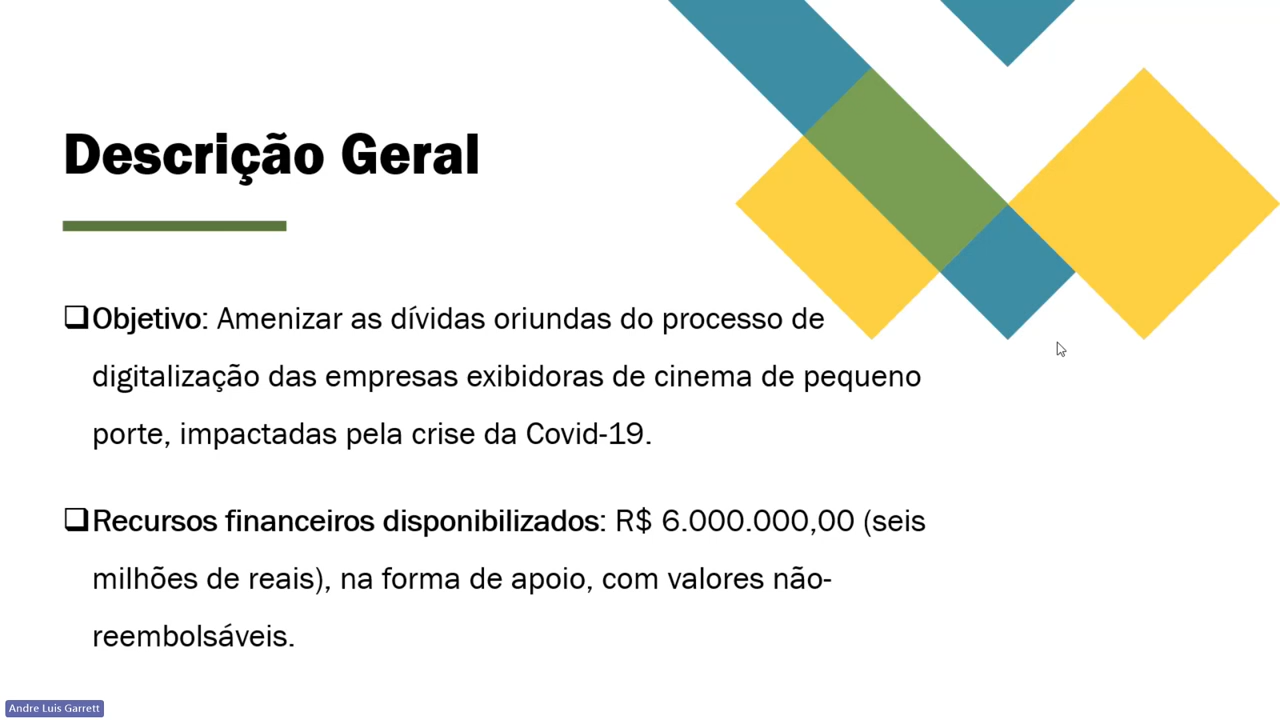 Descrição Geral
❑Objetivo: Amenizar as dívidas oriundas do processo de
digitalização das empresas exibidoras de cinema de pequeno
porte, impactadas pela crise da Covid-19.
❑Recursos financeiros disponibilizados: R$ 6.000.000,00 (seis
milhões de reais), na forma de apoio, com valores não-
reembolsáveis.
Andre Luis Garrett